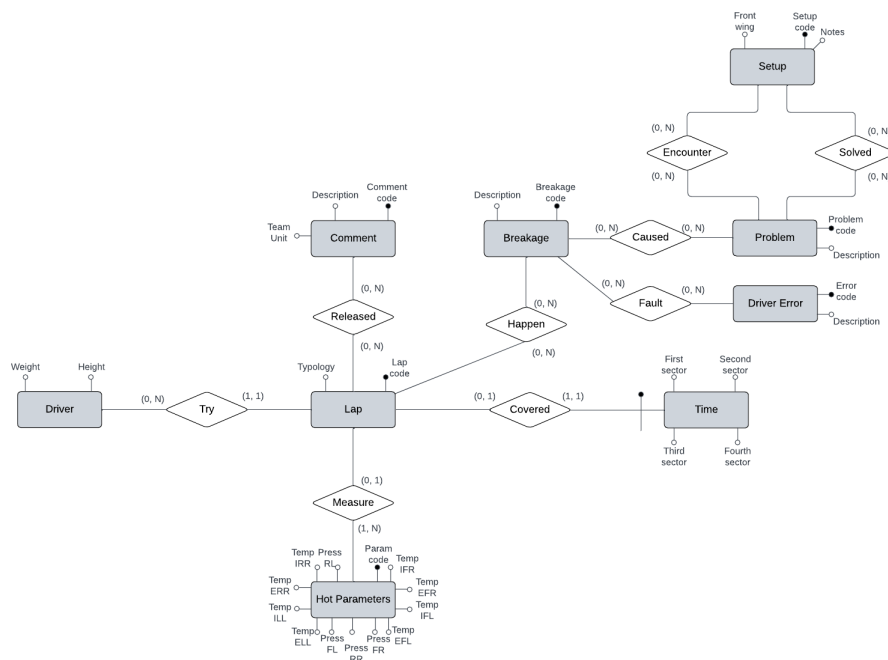 Front
wing
Setup
code
Notes
Setup
(0, N)
(0, N)
Encounter
Solved
(0, N)
(0, N)
Description
Comment
code
Team
Unit
Comment
Description
Breakage
code
Breakage
(0, N)
Caused
(0, N)
Problem
Problem
code
Description
(0, N)
Fault
(0, N)
Driver Error
Error
code
Description
(0, N)
Released
(0, N)
(0, N)
Happen
(0, N)
Weight
Height
Driver
(0, N)
Try
(1, 1)
Typology
Lap
code
Lap
(0, 1)
Covered
(1, 1)
First
sector
Second
sector
Time
Third
sector
Fourth
sector
(0, 1)
Measure
(1, N)
Temp
IRR
Press
RL
Param
code
Temp
IFR
Temp
ERR
Temp
EFR
Hot Parameters
Temp
ILL
Temp
IFL
Temp
ELL
Press
FL
Press
RR
Press
FR
Temp
EFL